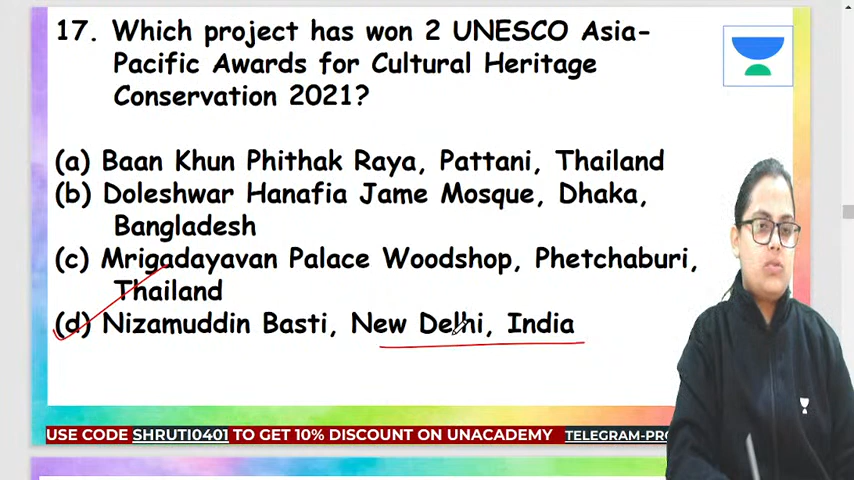 17. Which project has won 2 UNESCO Asia-
Pacific Awards for Cultural Heritage
Conservation 2021?
(a) Baan Khun Phithak Raya, Pattani, Thailand
(b) Doleshwar Hanafia Jame Mosque, Dhaka,
Bangladesh
(c) Mrigadayavan Palace Woodshop, Phetchaburi,
Thailand
(d) Nizamuddin Basti, New Delhi, India
USE CODE SHRUTI0401 TO GET 10% DISCOUNT ON UNACADEMY TELEGRAM-PRO